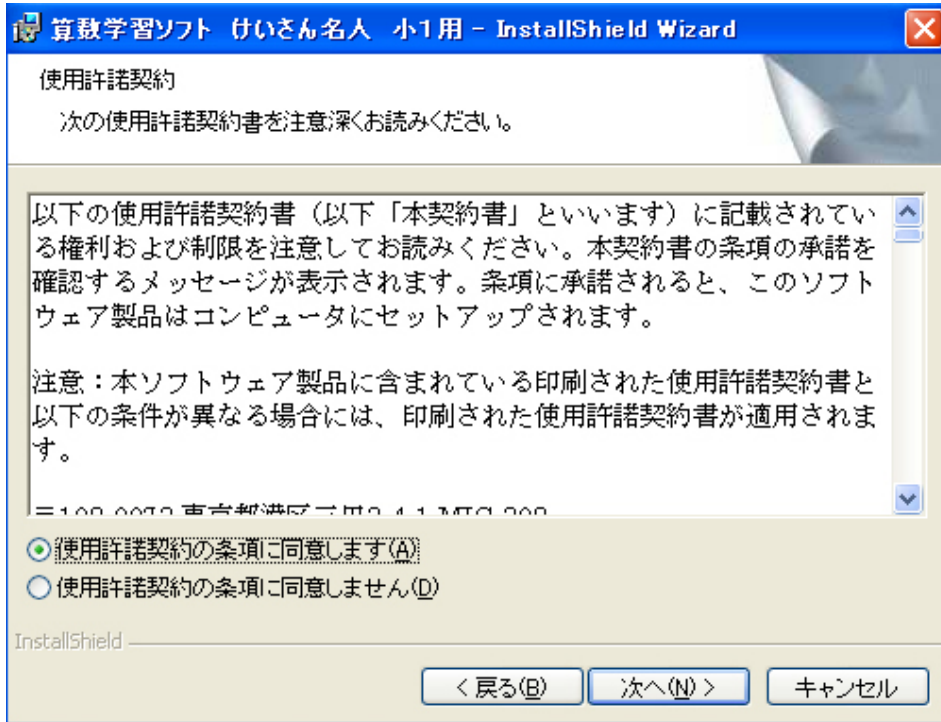 算数学習ソフト けいさん名人 小1用 - InstallShield Wizard
使用許諾契約
次の使用許諾契約書を注意深くお読みください。
以下の使用許諾契約書（以下「本契約書」といいます）に記載されてい
る権利および制限を注意してお読みください。本契約書の条項の承諾を
確認するメッセージが表示されます。条項に承諾されると、このソフト
ウェア製品はコンピュータにセットアップされます。
注意：本ソフトウェア製品に含まれている印刷された使用許諾契約書と
以下の条件が異なる場合には、印刷された使用許諾契約書が適用されま
す。
東京都港区
使用許諾契約の条項に同意します(A)
使用許諾契約の条項に同意しません(D)
InstallShield
< 戻る(B)
次へ(N) >
キャンセル